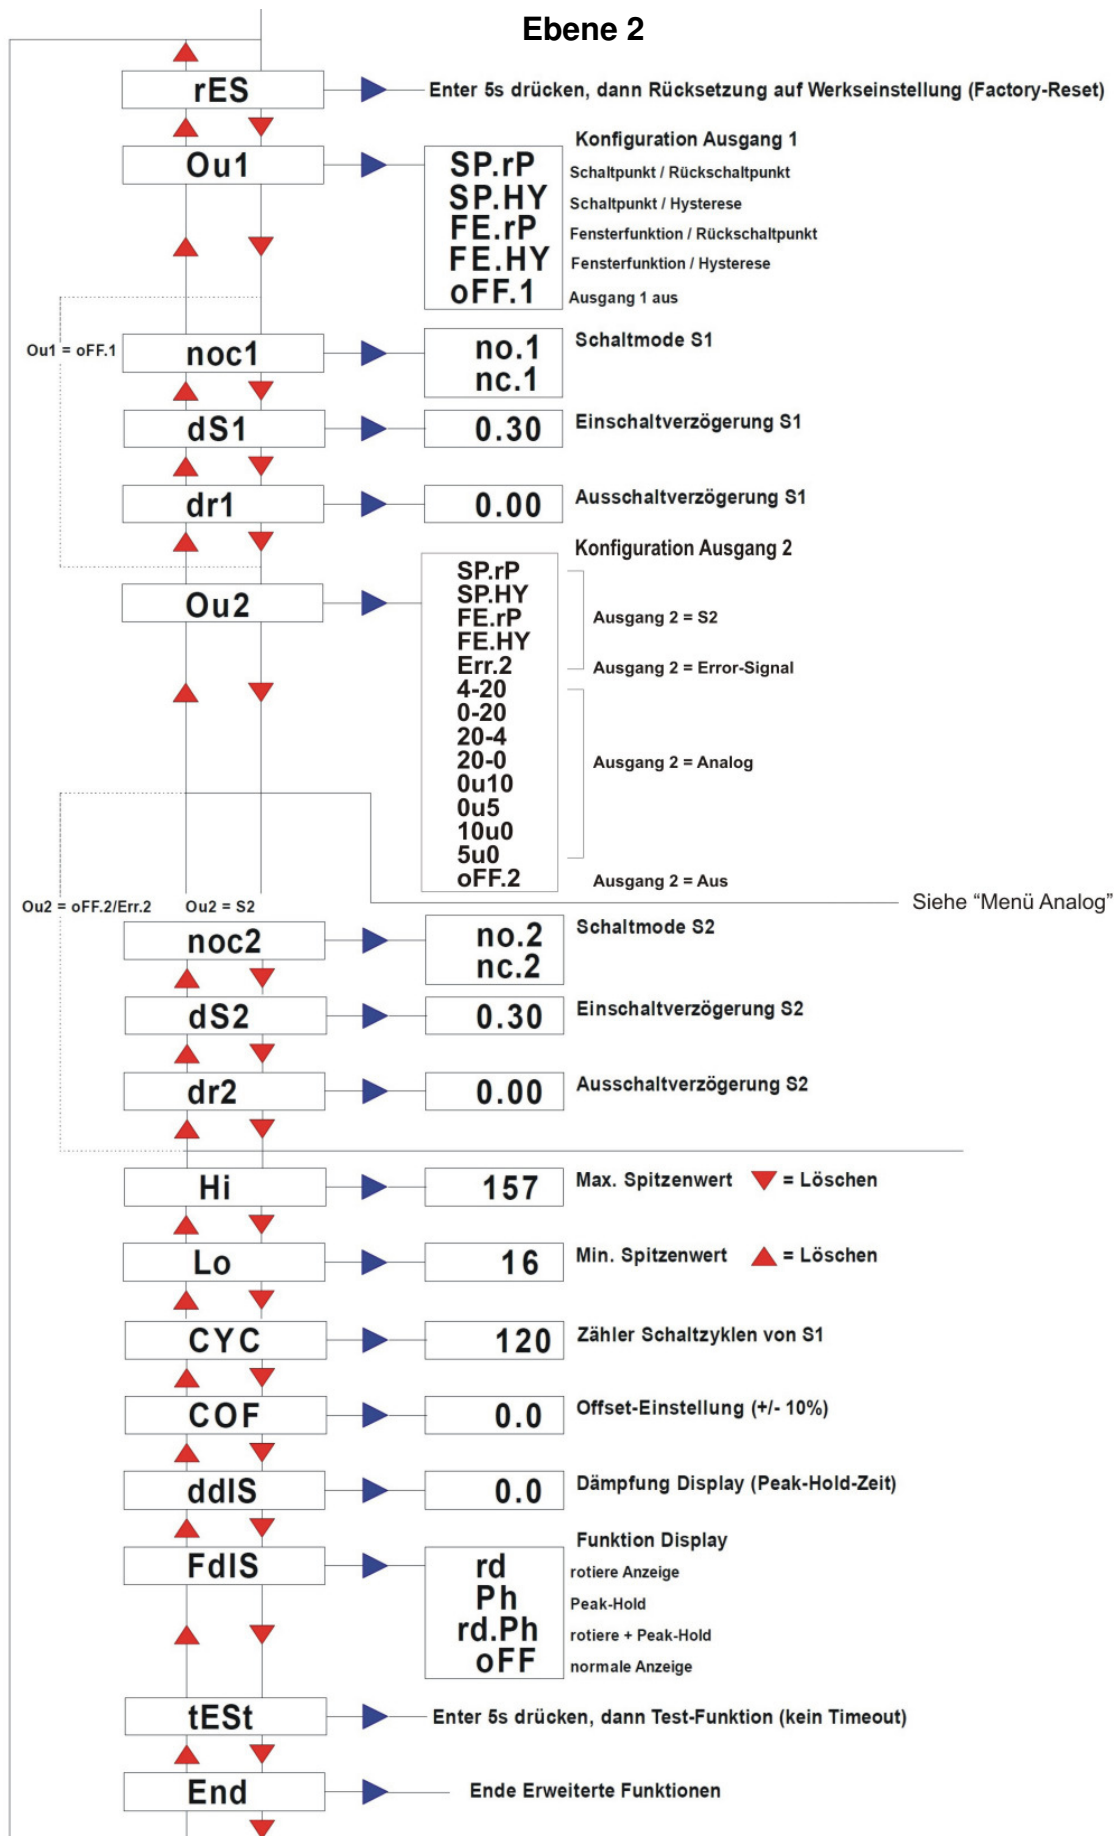 Ebene 2
rES
Enter 5s drücken, dann Rücksetzung auf Werkseinstellung (Factory-Reset)
Ou1
Konfiguration Ausgang 1
SP.rP
Schaltpunkt / Rückschaltpunkt
SP.HY
Schaltpunkt / Hysterese
FE.rP
Fensterfunktion / Rückschaltpunkt
FE.HY
Fensterfunktion / Hysterese
oFF.1
Ausgang 1 aus
Ou1 = oFF.1
noc1
no.1
nc.1
Schaltmode S1
dS1
0.30
Einschaltverzögerung S1
dr1
0.00
Ausschaltverzögerung S1
Ou2
Konfiguration Ausgang 2
SP.rP
SP.HY
FE.rP
FE.HY
Ausgang 2 = S2
Err.2
Ausgang 2 = Error-Signal
4-20
0-20
20-4
20-0
0u10
0u5
10u0
5u0
Ausgang 2 = Analog
oFF.2
Ausgang 2 = Aus
Siehe “Menü Analog”
Ou2 = oFF.2/Err.2
Ou2 = S2
noc2
no.2
nc.2
Schaltmode S2
dS2
0.30
Einschaltverzögerung S2
dr2
0.00
Ausschaltverzögerung S2
Hi
157
Max. Spitzenwert = Löschen
Lo
16
Min. Spitzenwert = Löschen
CYC
120
Zähler Schaltzyklen von S1
COF
0.0
Offset-Einstellung (+/- 10%)
ddIS
0.0
Dämpfung Display (Peak-Hold-Zeit)
FdIS
Funktion Display
rd
rotiere Anzeige
Ph
Peak-Hold
rd.Ph
rotiere + Peak-Hold
oFF
normale Anzeige
tESt
Enter 5s drücken, dann Test-Funktion (kein Timeout)
End
Ende Erweiterte Funktionen